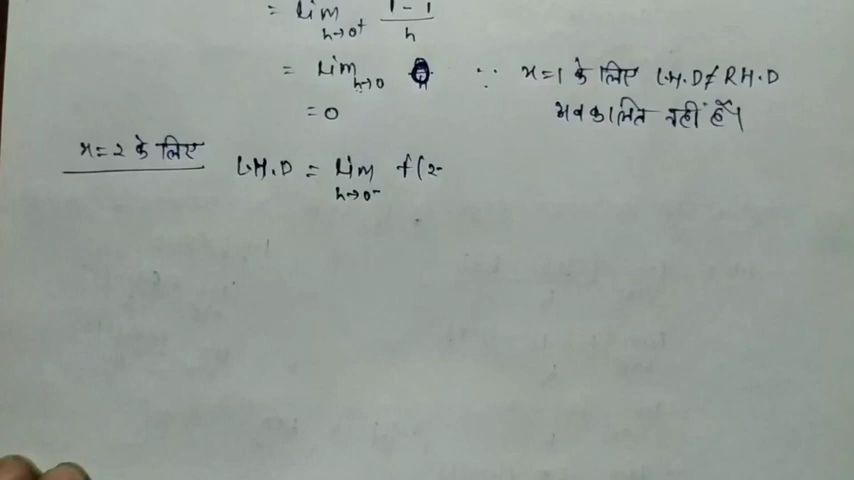 = lim h→0⁺ 1-1/h
= lim h→0
= 0
∵ x=1 के लिए L.H.D ≠ R.H.D
अवकलित नहीं है।
x=2 के लिए
L.H.D = lim h→0⁻ f(2-